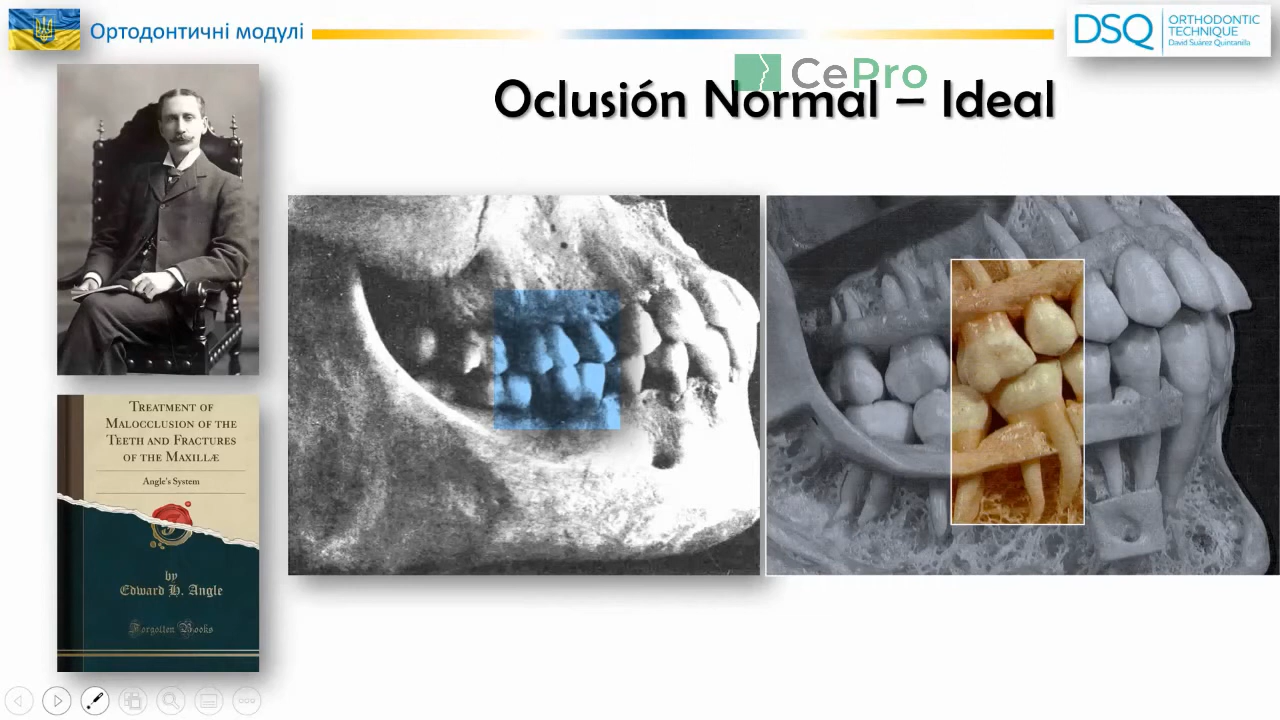 Ортодонтичні модулі
DSQ
ORTHODONTIC
TECHNIQUE
David Suárez Quintanilla
CePro
Oclusión Normal – Ideal
TREATMENT OF
MALOCCLUSION OF THE
TEETH AND FRACTURES
OF THE MAXILLÆ
Angle's System
by
Edward H. Angle
Forgotten Books